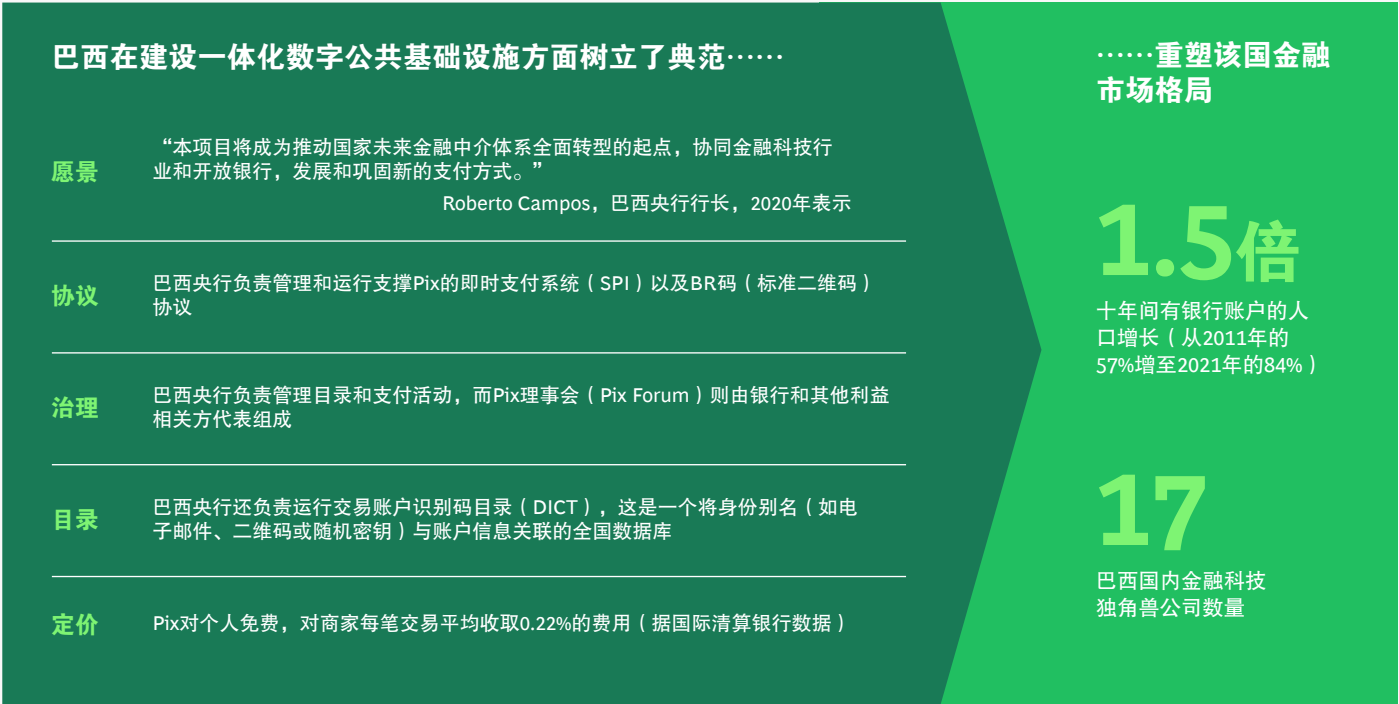 巴西在建设一体化数字公共基础设施方面树立了典范……
愿景
“本项目将成为推动国家未来金融中介体系全面转型的起点，协同金融科技行
业和开放银行，发展和巩固新的支付方式。”
Roberto Campos，巴西央行行长，2020年表示
协议
巴西央行负责管理和运行支撑Pix的即时支付系统（SPI）以及BR码（标准二维码）
协议
治理
巴西央行负责管理目录和支付活动，而Pix理事会（Pix Forum）则由银行和其他利益
相关方代表组成
目录
巴西央行还负责运行交易账户识别码目录（DICT），这是一个将身份别名（如电
子邮件、二维码或随机密钥）与账户信息关联的全国数据库
定价
Pix对个人免费，对商家每笔交易平均收取0.22%的费用（据国际清算银行数据）
……重塑该国金融
市场格局
1.5倍
十年间有银行账户的人
口增长（从2011年的
57%增至2021年的84%）
17
巴西国内金融科技
独角兽公司数量